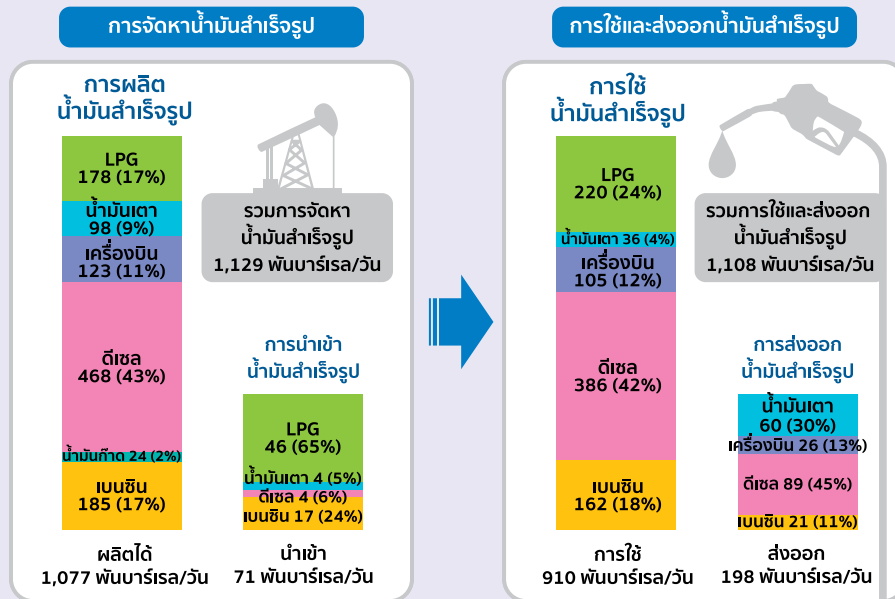 การจัดหาน้ำมันสำเร็จรูป
การผลิต
น้ำมันสำเร็จรูป
LPG
178 (17%)
น้ำมันเตา
98 (9%)
เครื่องบิน
123 (11%)
ดีเซล
468 (43%)
น้ำมันก๊าด 24 (2%)
เบนซิน
185 (17%)
ผลิตได้
1,077 พันบาร์เรล/วัน
รวมการจัดหา
น้ำมันสำเร็จรูป
1,129 พันบาร์เรล/วัน
การนำเข้า
น้ำมันสำเร็จรูป
LPG
46 (65%)
น้ำมันเตา 4 (5%)
ดีเซล 4 (6%)
เบนซิน 17 (24%)
นำเข้า
71 พันบาร์เรล/วัน
การใช้และส่งออกน้ำมันสำเร็จรูป
การใช้
น้ำมันสำเร็จรูป
LPG
220 (24%)
น้ำมันเตา 36 (4%)
เครื่องบิน
105 (12%)
ดีเซล
386 (42%)
เบนซิน
162 (18%)
การใช้
910 พันบาร์เรล/วัน
รวมการใช้และส่งออก
น้ำมันสำเร็จรูป
1,108 พันบาร์เรล/วัน
การส่งออก
น้ำมันสำเร็จรูป
น้ำมันเตา
60 (30%)
เครื่องบิน 26 (13%)
ดีเซล 89 (45%)
เบนซิน 21 (11%)
ส่งออก
198 พันบาร์เรล/วัน